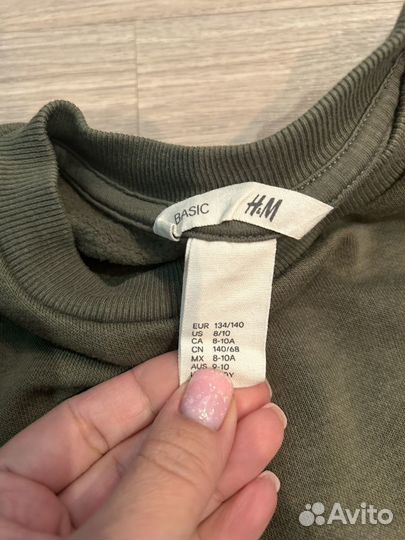 BASIC H&M
EUR 134/140
US 8/10
CA 8-10A
CN 140/68
MX 8-10A
AUS 9-10
Avito